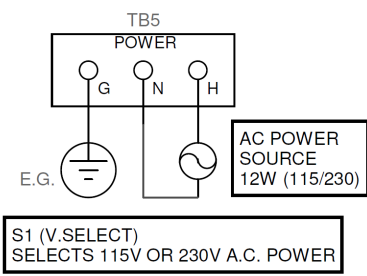 TB5
POWER
G N H
E.G.
AC POWER
SOURCE
12W (115/230)
S1 (V.SELECT)
SELECTS 115V OR 230V A.C. POWER